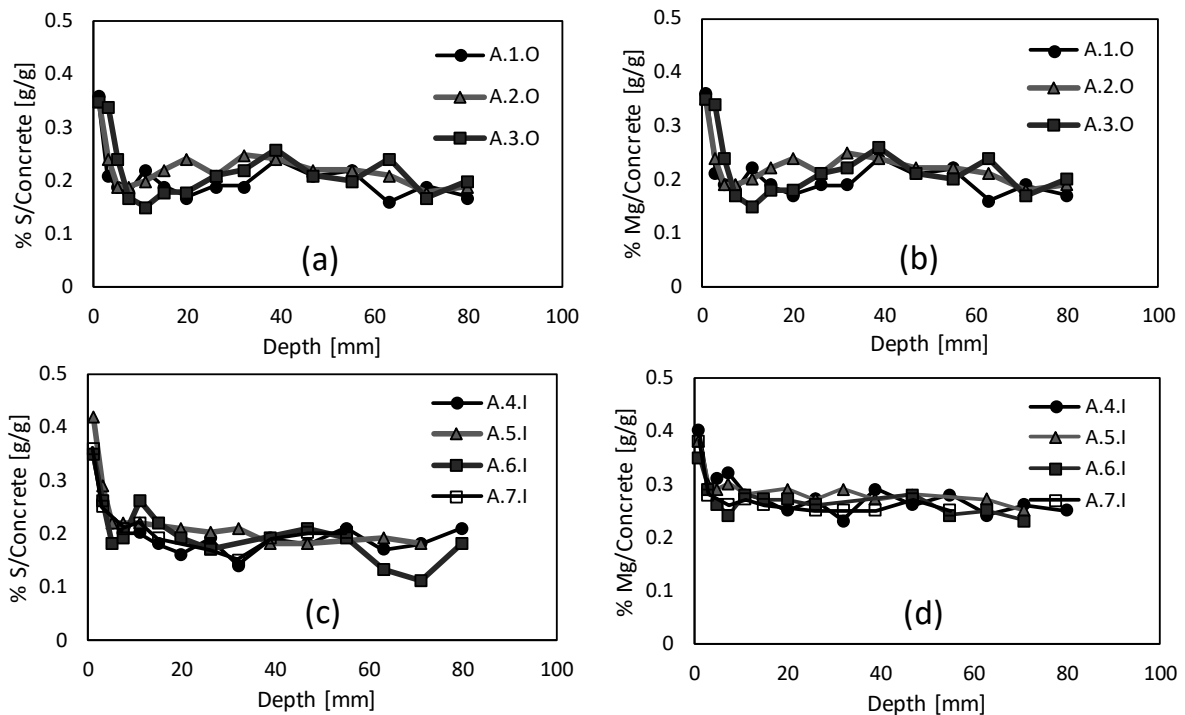 % S/Concrete [g/g]
0.5
0.4
0.3
0.2
0.1
0
A.1.O
A.2.O
A.3.O
(a)
0 20 40 60 80 100
Depth [mm]
% Mg/Concrete [g/g]
0.5
0.4
0.3
0.2
0.1
0
A.1.O
A.2.O
A.3.O
(b)
0 20 40 60 80 100
Depth [mm]
% S/Concrete [g/g]
0.5
0.4
0.3
0.2
0.1
0
A.4.I
A.5.I
A.6.I
A.7.I
(c)
0 20 40 60 80 100
Depth [mm]
% Mg/Concrete [g/g]
0.5
0.4
0.3
0.2
0.1
0
A.4.I
A.5.I
A.6.I
A.7.I
(d)
0 20 40 60 80 100
Depth [mm]